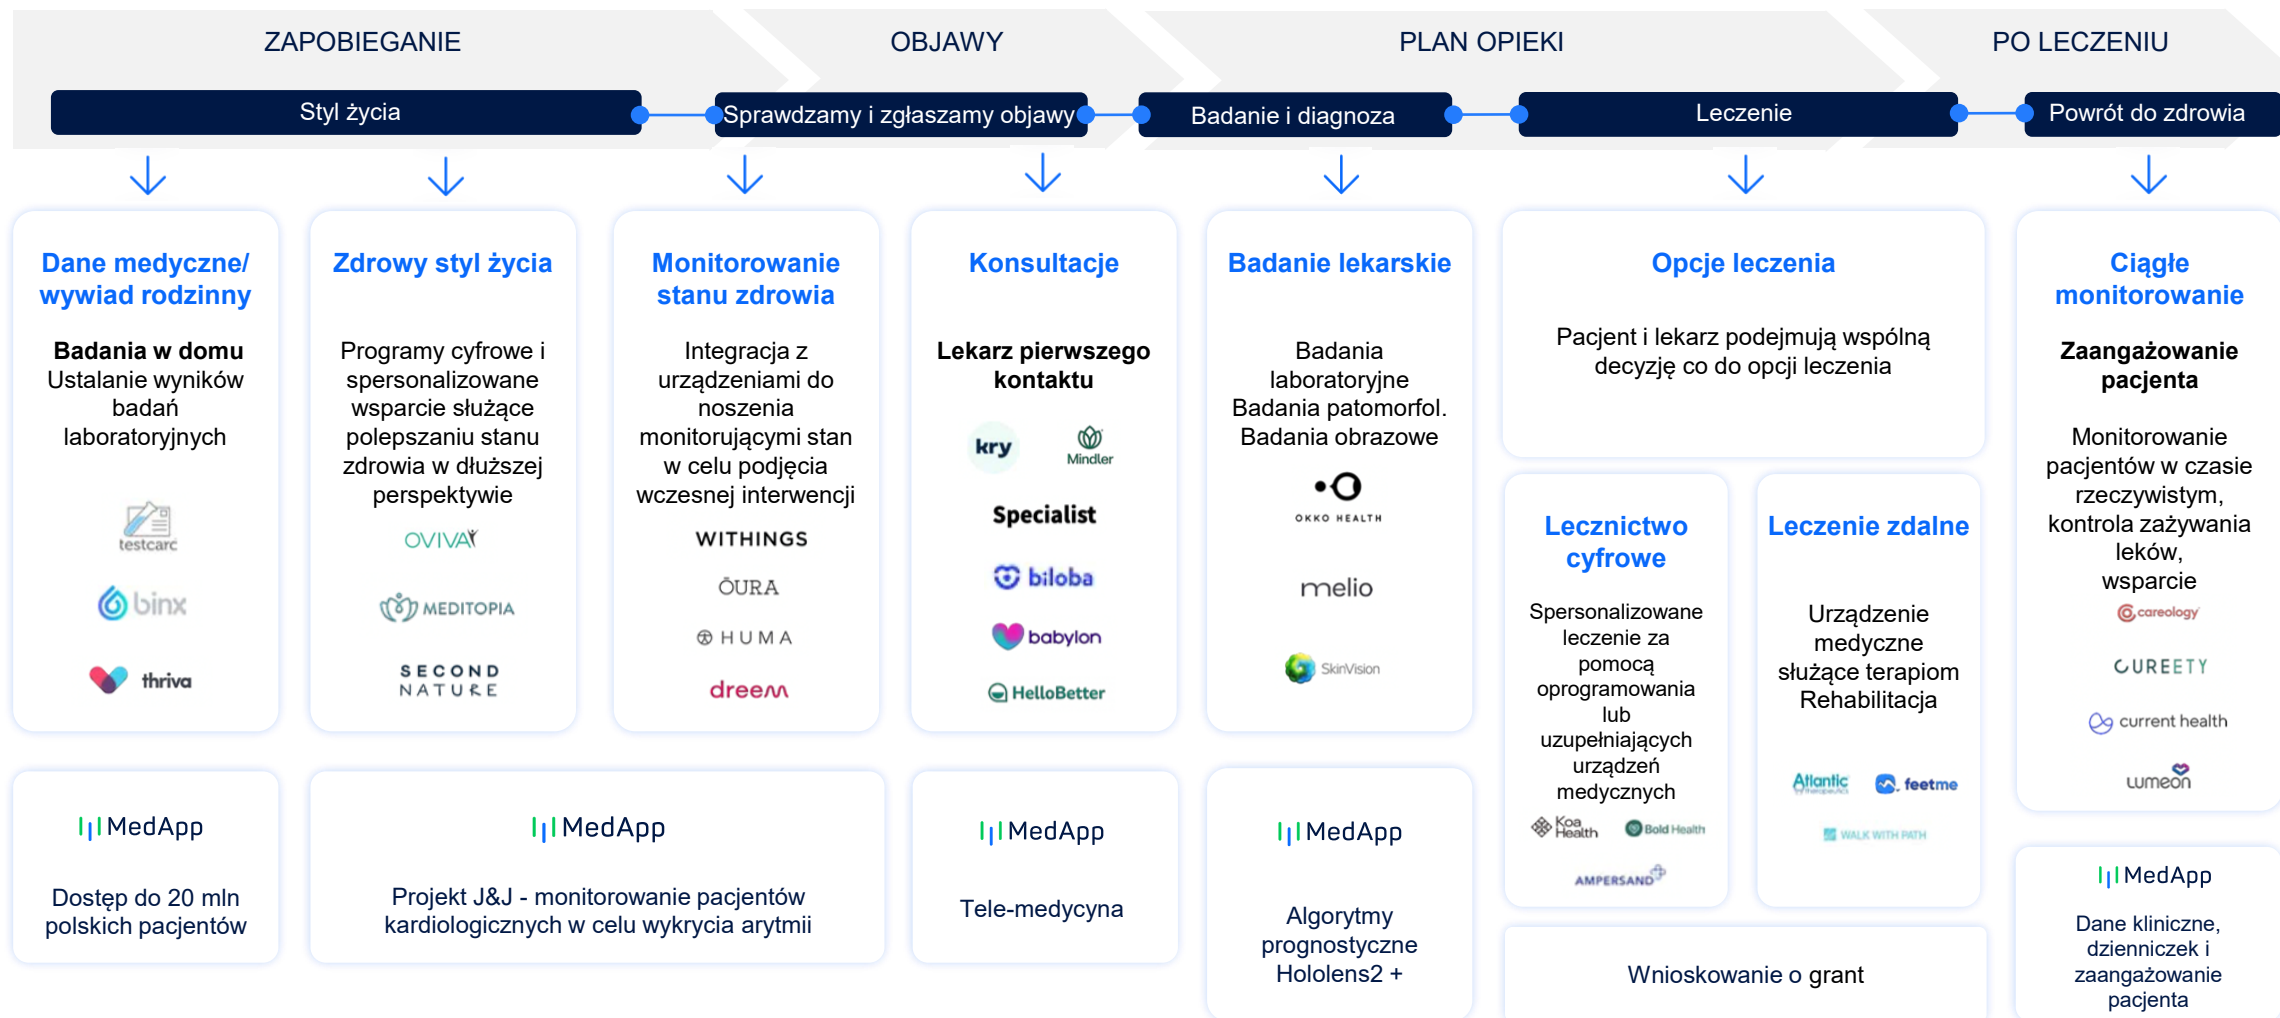 ZAPOBIEGANIE
OBJAWY
PLAN OPIEKI
PO LECZENIU
Styl życia
Sprawdzamy i zgłaszamy objawy
Badanie i diagnoza
Leczenie
Powrót do zdrowia
Dane medyczne/
wywiad rodzinny
Badania w domu
Ustalanie wyników
badań
laboratoryjnych
testcard
binx
thriva
Zdrowy styl życia
Programy cyfrowe i
spersonalizowane
wsparcie służące
polepszaniu stanu
zdrowia w dłuższej
perspektywie
OVIVA
MEDITOPIA
SECOND
NATURE
Monitorowanie
stanu zdrowia
Integracja z
urządzeniami do
noszenia
monitorującymi stan
w celu podjęcia
wczesnej interwencji
WITHINGS
ŌURA
HUMA
dreem
Konsultacje
Lekarz pierwszego
kontaktu
kry
Mindler
Specialist
biloba
babylon
HelloBetter
Badanie lekarskie
Badania
laboratoryjne
Badania patomorfol.
Badania obrazowe
OKKO HEALTH
melio
SkinVision
Opcje leczenia
Pacjent i lekarz podejmują wspólną
decyzję co do opcji leczenia
Lecznictwo
cyfrowe
Spersonalizowane
leczenie za
pomocą
oprogramowania
lub
uzupełniających
urządzeń
medycznych
Koa
Health
Bold Health
AMPERSAND
Leczenie zdalne
Urządzenie
medyczne
służące terapiom
Rehabilitacja
Atlantic
therapeutics
feetme
WALK WITH PATH
Ciągłe
monitorowanie
Zaangażowanie
pacjenta
Monitorowanie
pacjentów w czasie
rzeczywistym,
kontrola zażywania
leków,
wsparcie
careology
CUREETY
current health
Lumeon
MedApp
Dostęp do 20 mln
polskich pacjentów
MedApp
Projekt J&J - monitorowanie pacjentów
kardiologicznych w celu wykrycia arytmii
MedApp
Tele-medycyna
MedApp
Algorytmy
prognostyczne
Hololens2 +
Wnioskowanie o grant
MedApp
Dane kliniczne,
dzienniczek i
zaangażowanie
pacjenta